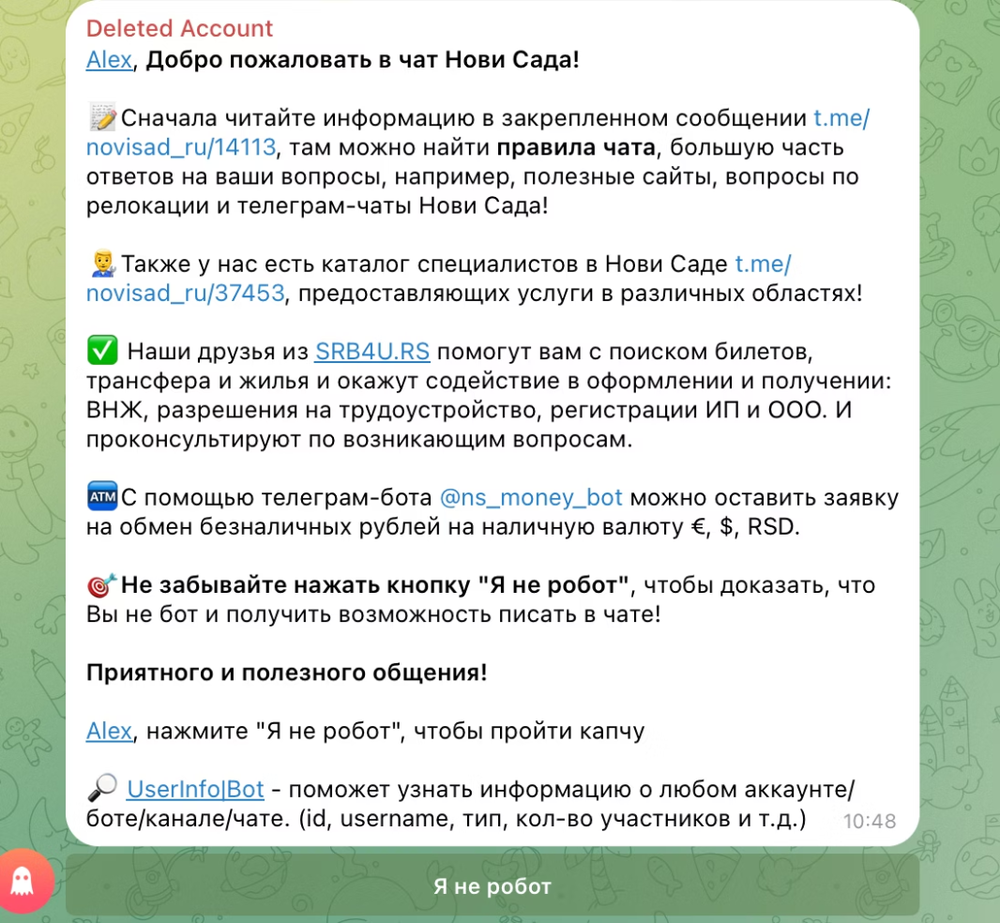 Deleted Account
Alex, Добро пожаловать в чат Нови Сада!
📝Сначала читайте информацию в закрепленном сообщении t.me/
novisad_ru/14113, там можно найти правила чата, большую часть
ответов на ваши вопросы, например, полезные сайты, вопросы по
релокации и телеграм-чаты Нови Сада!
👨‍🔧Также у нас есть каталог специалистов в Нови Саде t.me/
novisad_ru/37453, предоставляющих услуги в различных областях!
✅ Наши друзья из SRB4U.RS помогут вам с поиском билетов,
трансфера и жилья и окажут содействие в оформлении и получении:
ВНЖ, разрешения на трудоустройство, регистрации ИП и ООО. И
проконсультируют по возникающим вопросам.
🏧С помощью телеграм-бота @ns_money_bot можно оставить заявку
на обмен безналичных рублей на наличную валюту €, $, RSD.
🎯Не забывайте нажать кнопку "Я не робот", чтобы доказать, что
Вы не бот и получить возможность писать в чате!
Приятного и полезного общения!
Alex, нажмите "Я не робот", чтобы пройти капчу
🔎 UserInfo|Bot - поможет узнать информацию о любом аккаунте/
боте/канале/чате. (id, username, тип, кол-во участников и т.д.)
10:48
Я не робот